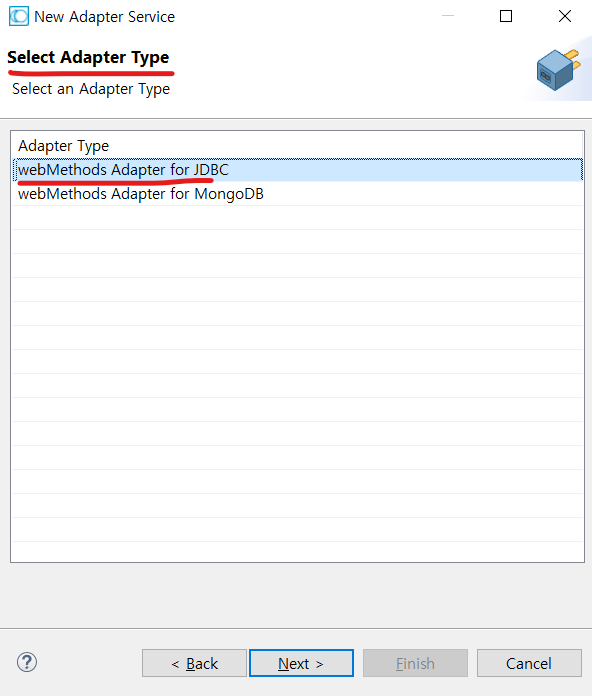 New Adapter Service
Select Adapter Type
Select an Adapter Type
Adapter Type
webMethods Adapter for JDBC
webMethods Adapter for MongoDB
?
< Back
Next >
Finish
Cancel